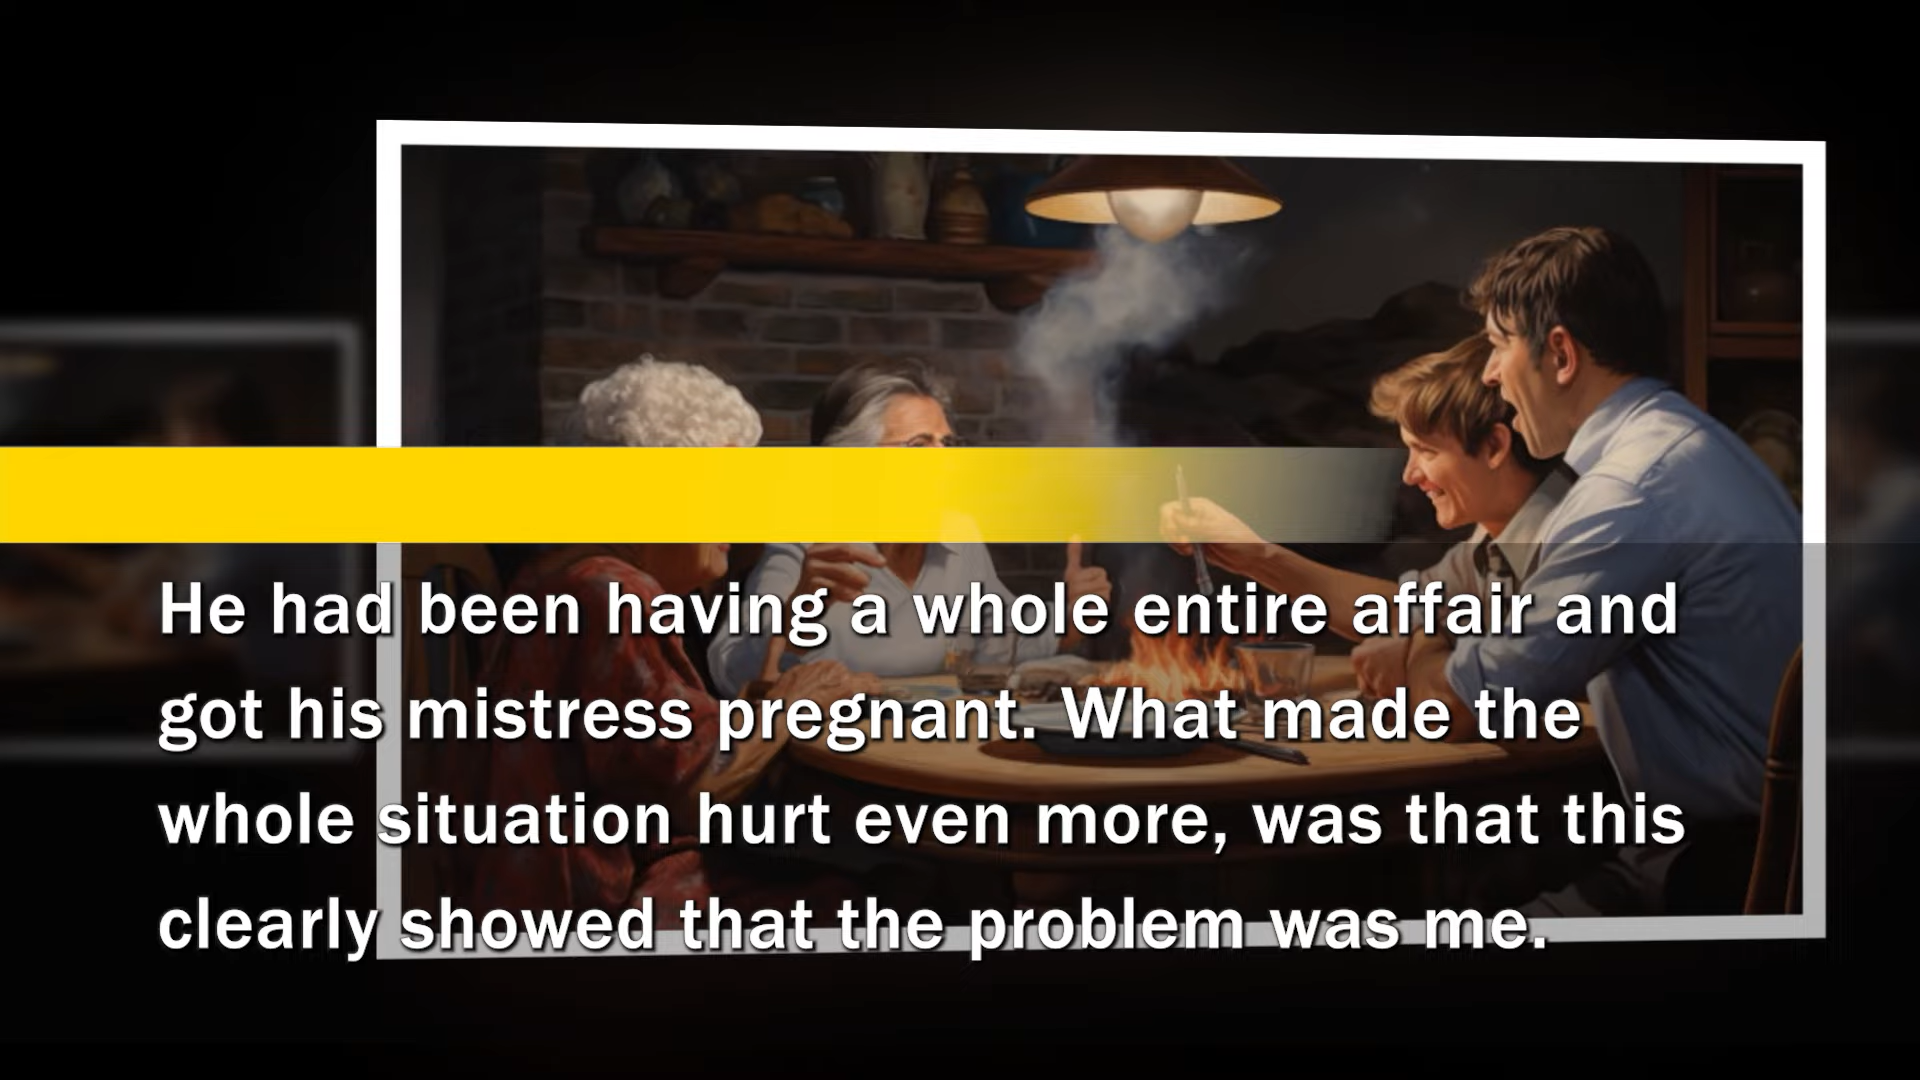 He had been having a whole entire affair and
got his mistress pregnant. What made the
whole situation hurt even more, was that this
clearly showed that the problem was me.